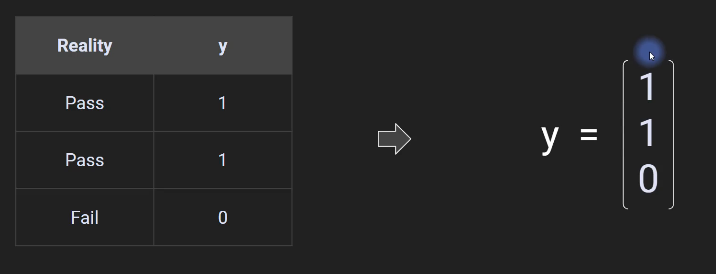 Reality y
Pass 1
Pass 1
Fail 0
y =
1
1
0